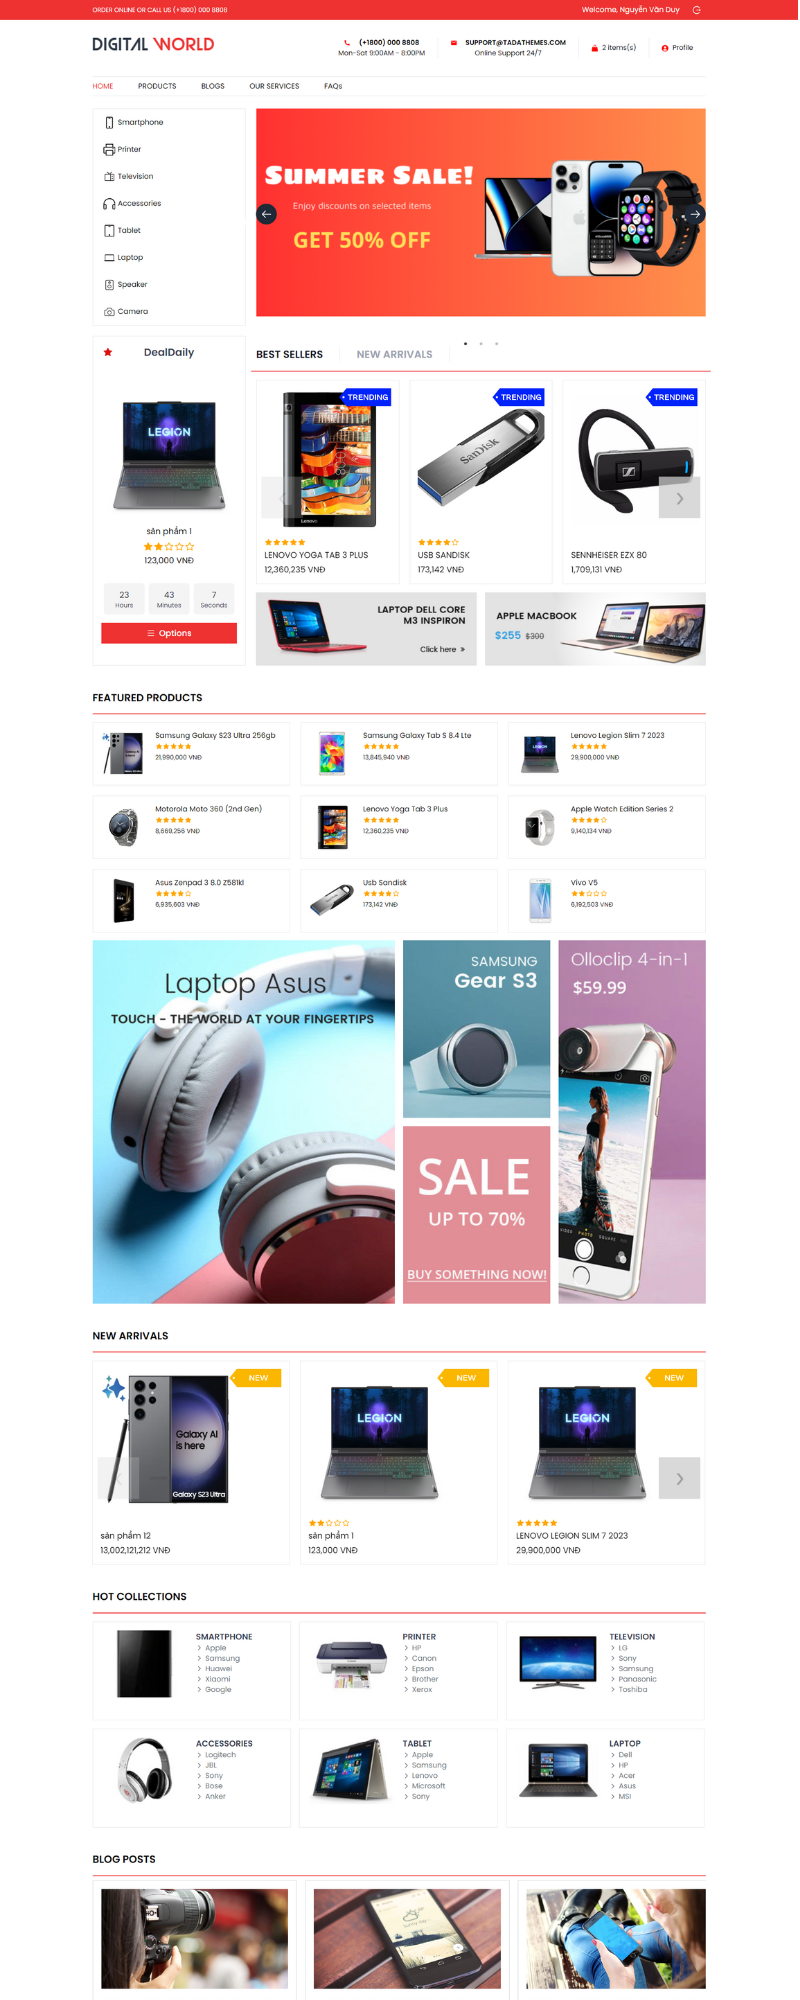 ORDER ONLINE OR CALL US (+1800) 000 8808
Welcome, Nguyễn Văn Duy
DIGITAL WORLD
(+1800) 000 8808
Mon-Sat 9:00AM - 8:00PM
SUPPORT@TADATHEMES.COM
Online Support 24/7
2 items(s)
Profile
HOME
PRODUCTS
BLOGS
OUR SERVICES
FAQs
Smartphone
Printer
Television
Accessories
Tablet
Laptop
Speaker
Camera
SUMMER SALE!
Enjoy discounts on selected items
GET 50% OFF
DealDaily
LEGION
sản phẩm 1
123,000 VNĐ
23
Hours
43
Minutes
7
Seconds
Options
BEST SELLERS
NEW ARRIVALS
TRENDING
Lenovo
LENOVO YOGA TAB 3 PLUS
12,360,235 VNĐ
TRENDING
SanDisk
USB SANDISK
173,142 VNĐ
TRENDING
SENNHEISER EZX 80
1,709,131 VNĐ
LAPTOP DELL CORE
M3 INSPIRON
Click here »
APPLE MACBOOK
$255 $300
FEATURED PRODUCTS
Samsung Galaxy S23 Ultra 256gb
21,990,000 VNĐ
Samsung Galaxy Tab S 8.4 Lte
13,845,940 VNĐ
LEGION
Lenovo Legion Slim 7 2023
29,900,000 VNĐ
Motorola Moto 360 (2nd Gen)
8,669,256 VNĐ
Lenovo Yoga Tab 3 Plus
12,360,235 VNĐ
Apple Watch Edition Series 2
9,140,134 VNĐ
Asus Zenpad 3 8.0 Z581kl
6,935,603 VNĐ
Usb Sandisk
173,142 VNĐ
Vivo V5
6,192,503 VNĐ
Laptop Asus
TOUCH - THE WORLD AT YOUR FINGERTIPS
SAMSUNG
Gear S3
SALE
UP TO 70%
BUY SOMETHING NOW!
Olloclip 4-in-1
$59.99
VIDEO PHOTO SQUARE
NEW ARRIVALS
NEW
Galaxy AI
is here
Galaxy S23 Ultra
sản phẩm 12
13,002,121,212 VNĐ
NEW
LEGION
sản phẩm 1
123,000 VNĐ
NEW
LEGION
LENOVO LEGION SLIM 7 2023
29,900,000 VNĐ
HOT COLLECTIONS
SMARTPHONE
Apple
Samsung
Huawei
Xiaomi
Google
PRINTER
HP
Canon
Epson
Brother
Xerox
TELEVISION
LG
Sony
Samsung
Panasonic
Toshiba
ACCESSORIES
Logitech
JBL
Sony
Bose
Anker
TABLET
Apple
Samsung
Lenovo
Microsoft
Sony
LAPTOP
Dell
HP
Acer
Asus
MSI
BLOG POSTS